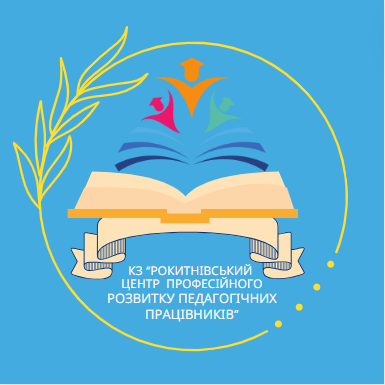 КЗ “РОКИТНІВСЬКИЙ
ЦЕНТР ПРОФЕСІЙНОГО
РОЗВИТКУ ПЕДАГОГІЧНИХ
ПРАЦІВНИКІВ”